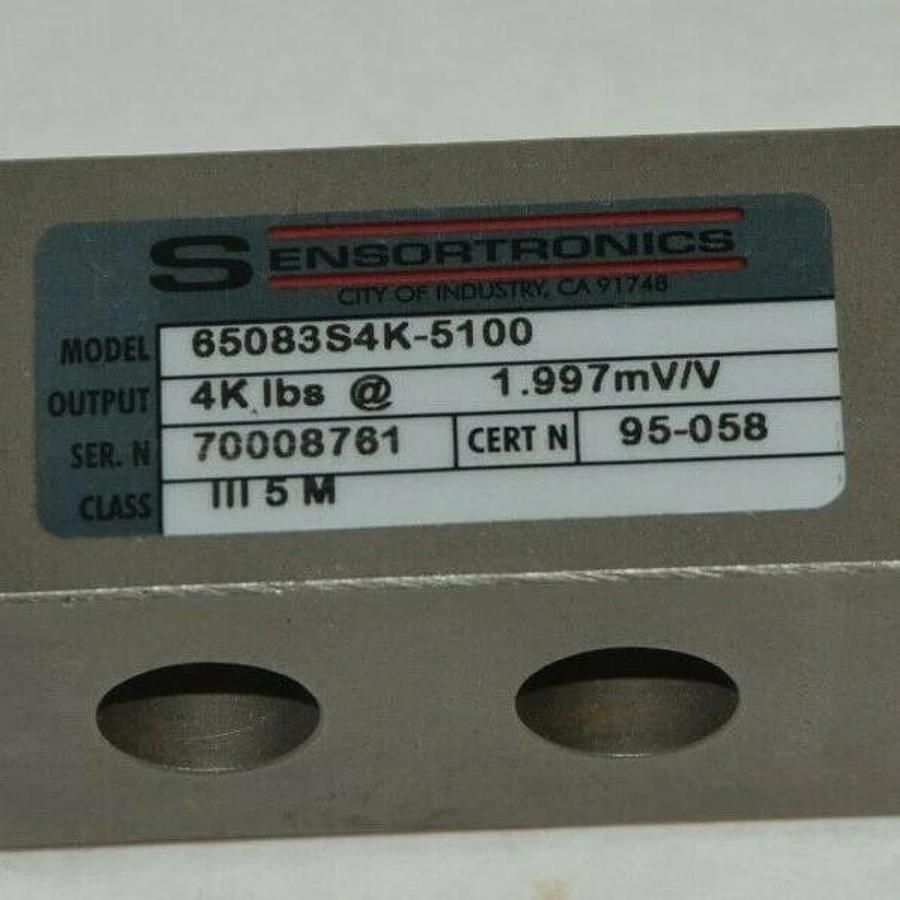 SENSORTRONICS
CITY OF INDUSTRY, CA 91748
MODEL 65083S4K-5100
OUTPUT 4K lbs @ 1.997mV/V
SER. N 70008761 CERT N 95-058
CLASS III 5 M